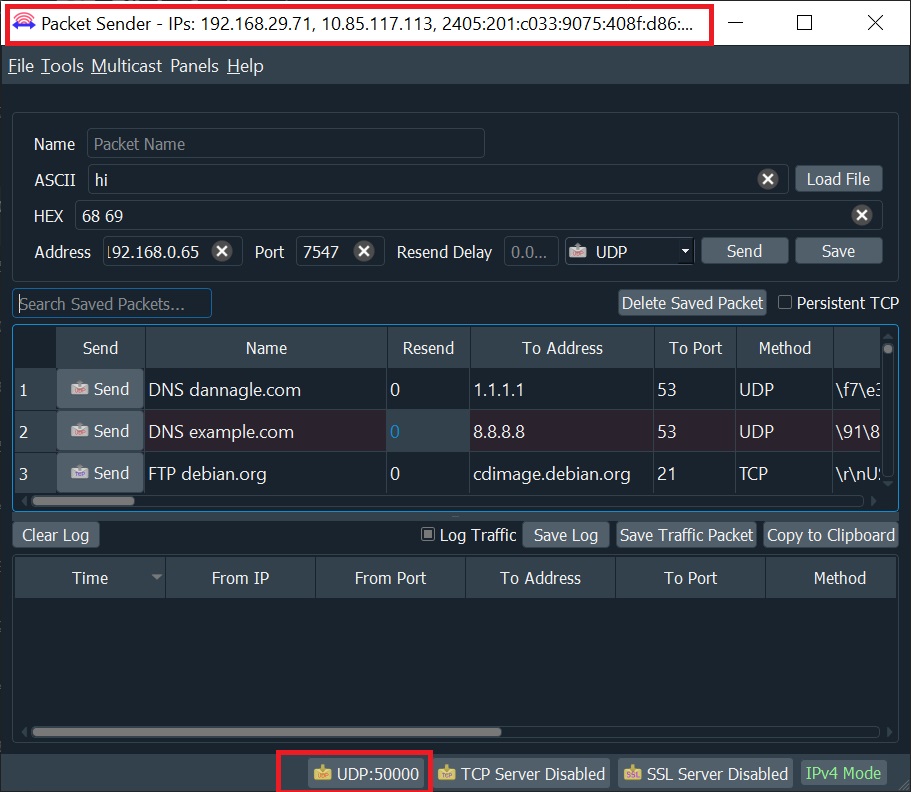 Packet Sender - IPs: 192.168.29.71, 10.85.117.113, 2405:201:c033:9075:408f:d86:...
File Tools Multicast Panels Help
Name Packet Name
ASCII hi Load File
HEX 68 69
Address 192.168.0.65 Port 7547 Resend Delay 0.0... UDP Send Save
Search Saved Packets... Delete Saved Packet Persistent TCP
Send Name Resend To Address To Port Method
1 Send DNS dannagle.com 0 1.1.1.1 53 UDP \f7\e3
2 Send DNS example.com 0 8.8.8.8 53 UDP \91\8
3 Send FTP debian.org 0 cdimage.debian.org 21 TCP \r\nUS
Clear Log Log Traffic Save Log Save Traffic Packet Copy to Clipboard
Time From IP From Port To Address To Port Method
UDP:50000 TCP Server Disabled SSL Server Disabled IPv4 Mode